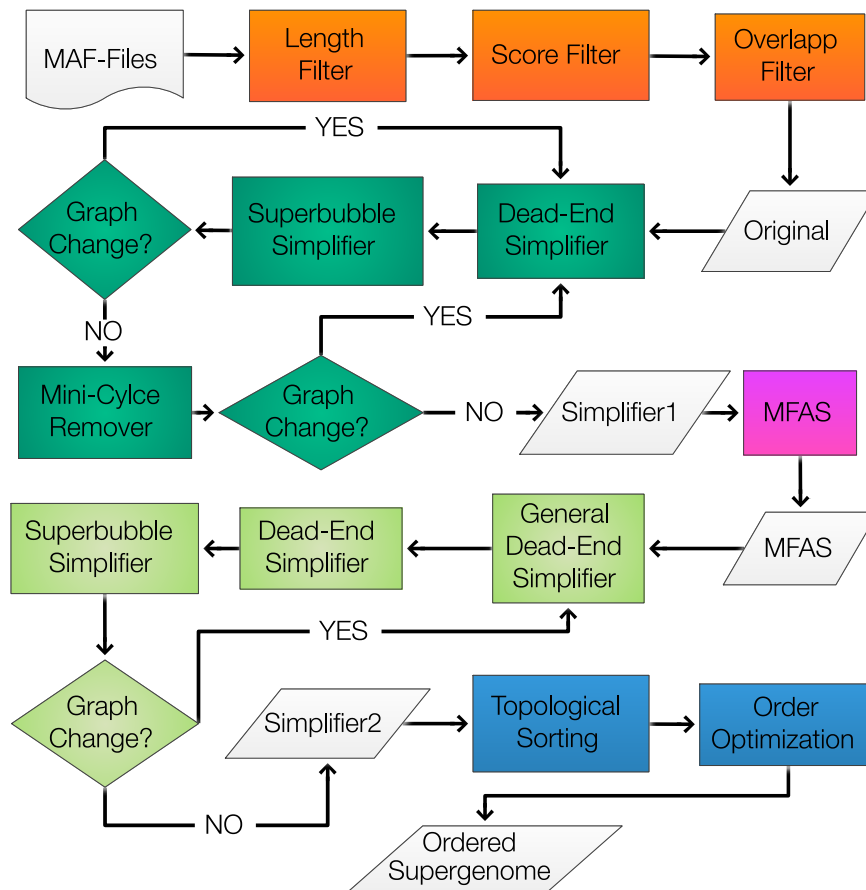 MAF-Files
Length
Filter
Score Filter
Overlapp
Filter
YES
Graph
Change?
Superbubble
Simplifier
Dead-End
Simplifier
Original
NO
YES
Mini-Cylce
Remover
Graph
Change?
NO
Simplifier1
MFAS
Superbubble
Simplifier
Dead-End
Simplifier
General
Dead-End
Simplifier
MFAS
YES
Graph
Change?
Simplifier2
Topological
Sorting
Order
Optimization
NO
Ordered
Supergenome